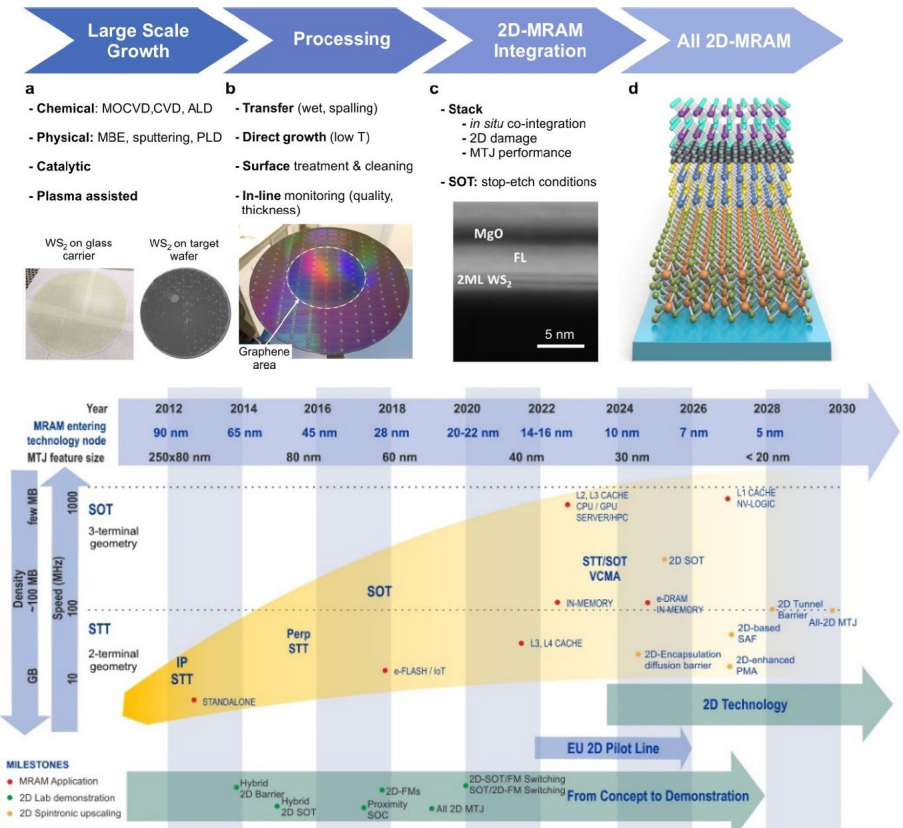 Large Scale
Growth
Processing
2D-MRAM
Integration
All 2D-MRAM
a
- Chemical: MOCVD,CVD, ALD
- Physical: MBE, sputtering, PLD
- Catalytic
- Plasma assisted
WS2 on glass
carrier
WS2 on target
wafer
b
- Transfer (wet, spalling)
- Direct growth (low T)
- Surface treatment & cleaning
- In-line monitoring (quality,
thickness)
Graphene
area
c
- Stack
- in situ co-integration
- 2D damage
- MTJ performance
- SOT: stop-etch conditions
MgO
FL
2ML WS2
5 nm
d
Year 2012 2014 2016 2018 2020 2022 2024 2026 2028 2030
MRAM entering
technology node
90 nm 65 nm 45 nm 28 nm 20-22 nm 14-16 nm 10 nm 7 nm 5 nm
MTJ feature size 250x80 nm 80 nm 60 nm 40 nm 30 nm < 20 nm
Density
few MB
~100 MB
GB
Speed (MHz)
1000
100
10
SOT
3-terminal
geometry
STT
2-terminal
geometry
IP
STT
Perp
STT
SOT
STT/SOT
VCMA
STANDALONE
e-FLASH / IoT
L3, L4 CACHE
IN-MEMORY
L2, L3 CACHE
CPU / GPU
SERVER/HPC
e-DRAM
IN-MEMORY
L1 CACHE
NV-LOGIC
2D SOT
2D-Encapsulation
diffusion barrier
2D-based
SAF
2D-enhanced
PMA
2D Tunnel
Barrier
All-2D MTJ
2D Technology
EU 2D Pilot Line
MILESTONES
MRAM Application
2D Lab demonstration
2D Spintronic upscaling
Hybrid
2D Barrier
Hybrid
2D SOT
2D-FMs
Proximity
SOC
All 2D MTJ
2D-SOT/FM Switching
SOT/2D-FM Switching
From Concept to Demonstration